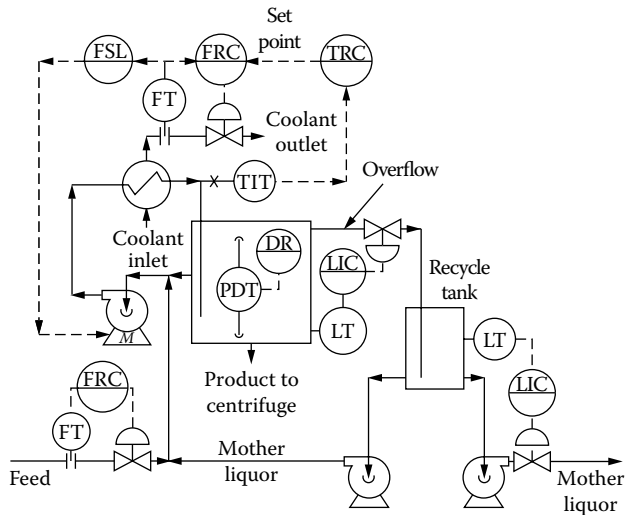 Set
point
FSL
FRC
TRC
FT
Coolant
outlet
TIT
Overflow
Coolant
inlet
DR
LIC
PDT
Recycle
tank
LT
LT
M
Product to
centrifuge
FRC
LIC
FT
Feed
Mother
liquor
Mother
liquor